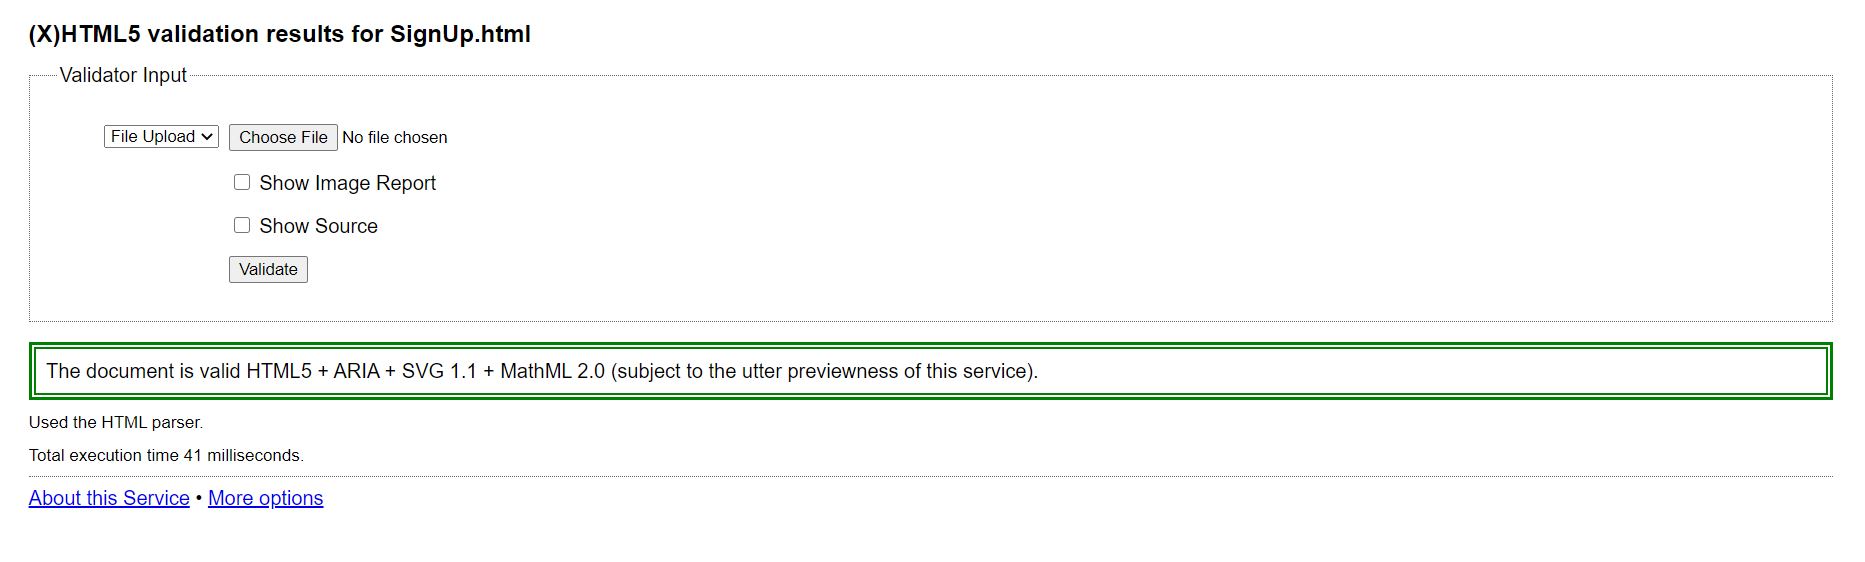 (X)HTML5 validation results for SignUp.html
Validator Input
File Upload Choose File No file chosen
Show Image Report
Show Source
Validate
The document is valid HTML5 + ARIA + SVG 1.1 + MathML 2.0 (subject to the utter previewness of this service).
Used the HTML parser.
Total execution time 41 milliseconds.
About this Service • More options